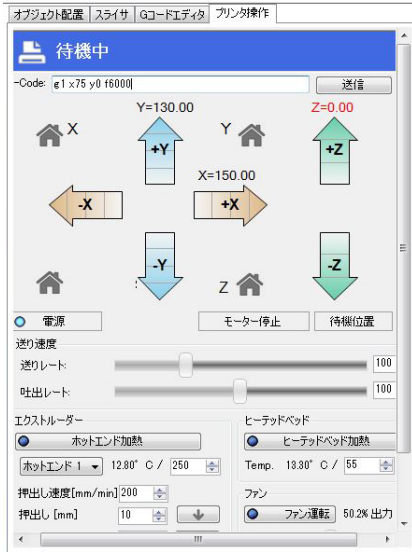 オブジェクト配置 スライサ Gコードエディタ プリンタ操作
待機中
-Code: g1 x75 y0 f6000 送信
Y=130.00 Z=0.00
X Y
+Y +Z
X=150.00
-X +X
-Y -Z
Z
電源 モーター停止 待機位置
送り速度
送りレート: 100
吐出レート: 100
エクストルーダー ヒーテッドベッド
ホットエンド加熱 ヒーテッドベッド加熱
ホットエンド 1 12.80° C / 250 Temp. 13.30° C / 55
押出し速度[mm/min] 200 ファン
押出し [mm] 10 ファン運転 50.2% 出力